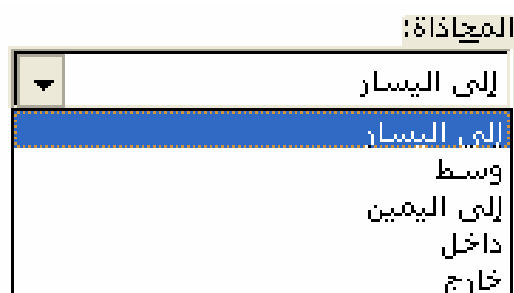 المحاذاة:
إلى اليسار
إلى اليسار
وسط
إلى اليمين
داخل
خارج